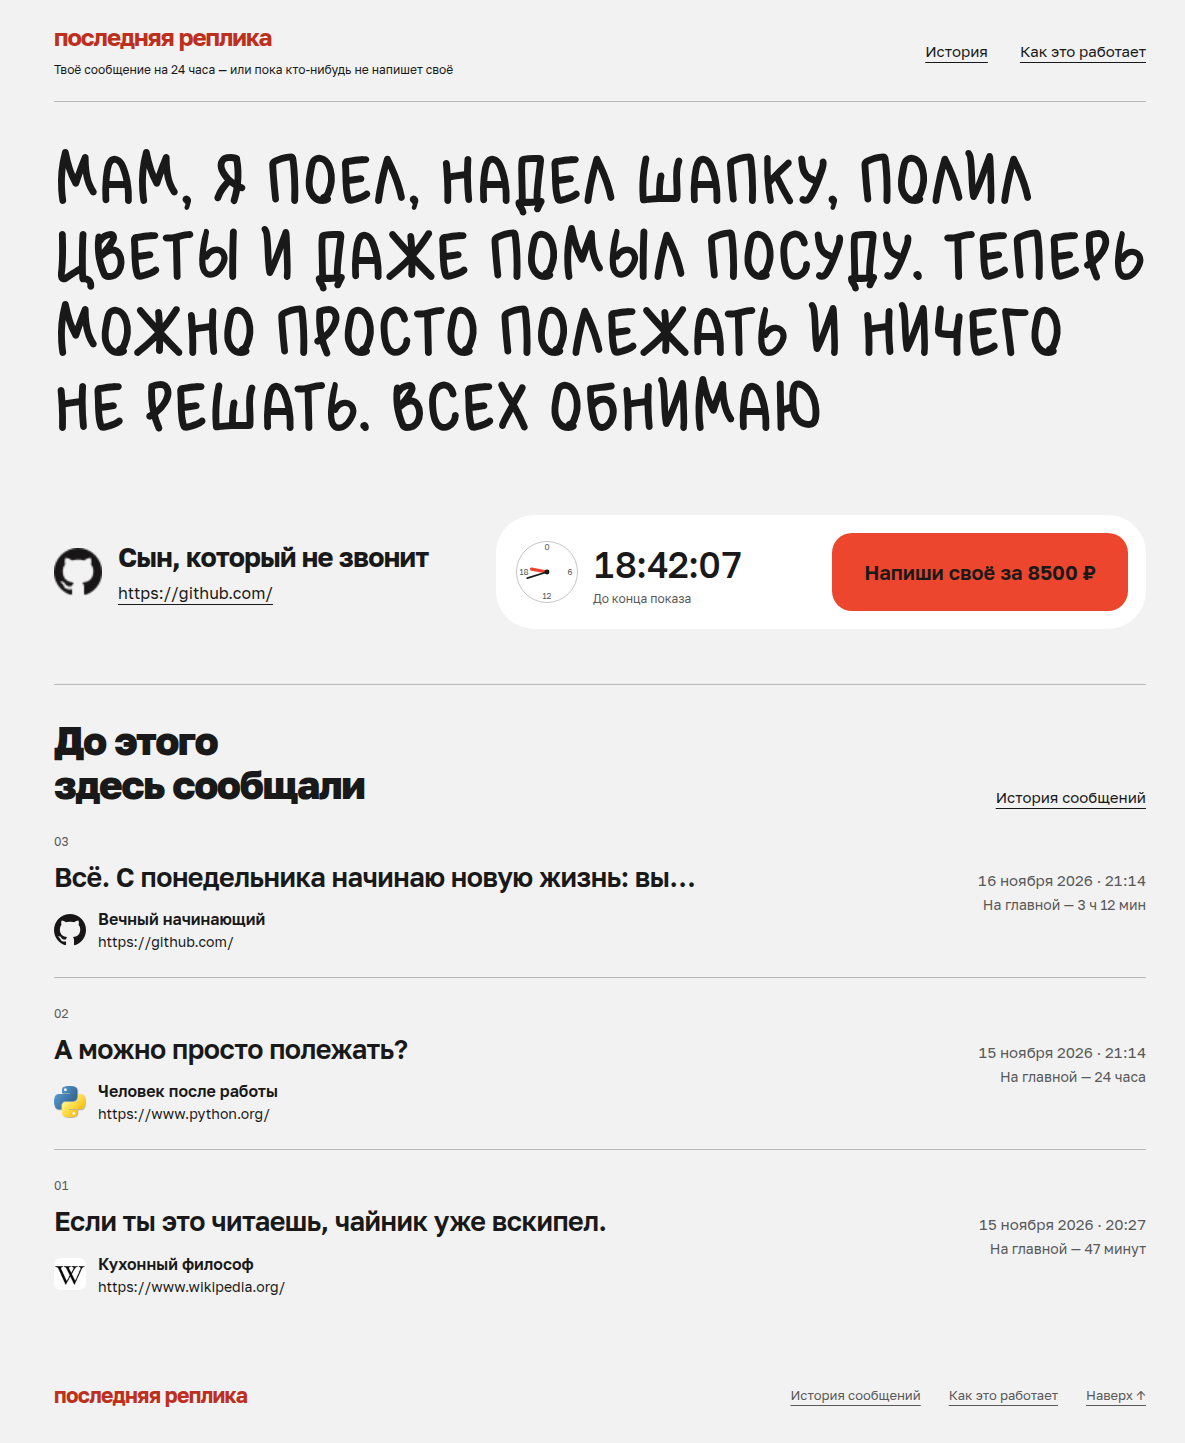 последняя реплика
Твоё сообщение на 24 часа — или пока кто-нибудь не напишет своё
История
Как это работает
МАМ, Я ПОЕЛ, НАДЕЛ ШАПКУ, ПОЛИЛ
ЦВЕТЫ И ДАЖЕ ПОМЫЛ ПОСУДУ. ТЕПЕРЬ
МОЖНО ПРОСТО ПОЛЕЖАТЬ И НИЧЕГО
НЕ РЕШАТЬ. ВСЕХ ОБНИМАЮ
Сын, который не звонит
https://github.com/
0
18
6
12
18:42:07
До конца показа
Напиши своё за 8500 ₽
До этого
здесь сообщали
История сообщений
03
Всё. С понедельника начинаю новую жизнь: вы...
16 ноября 2026 · 21:14
На главной — 3 ч 12 мин
Вечный начинающий
https://github.com/
02
А можно просто полежать?
15 ноября 2026 · 21:14
На главной — 24 часа
Человек после работы
https://www.python.org/
01
Если ты это читаешь, чайник уже вскипел.
15 ноября 2026 · 20:27
На главной — 47 минут
W
Кухонный философ
https://www.wikipedia.org/
последняя реплика
История сообщений
Как это работает
Наверх ↑